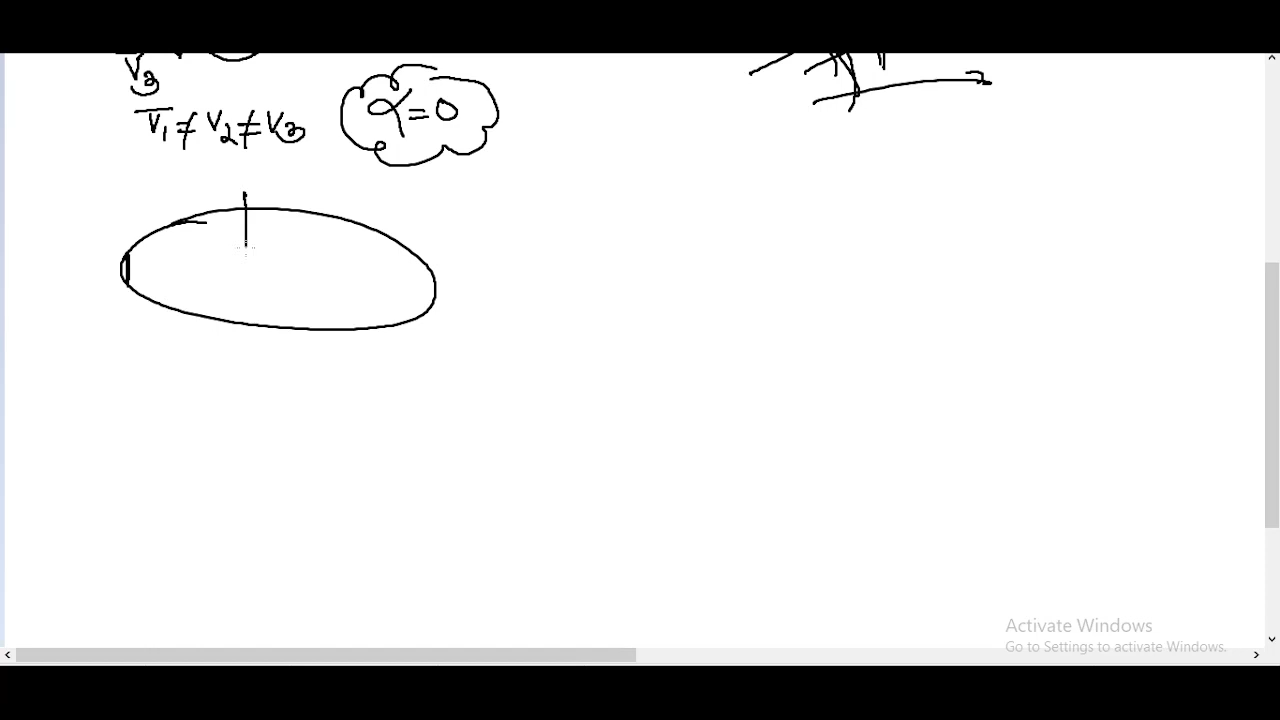 V₃
V₁ ≠ V₂ ≠ V₃
α = 0
Activate Windows
Go to Settings to activate Windows.